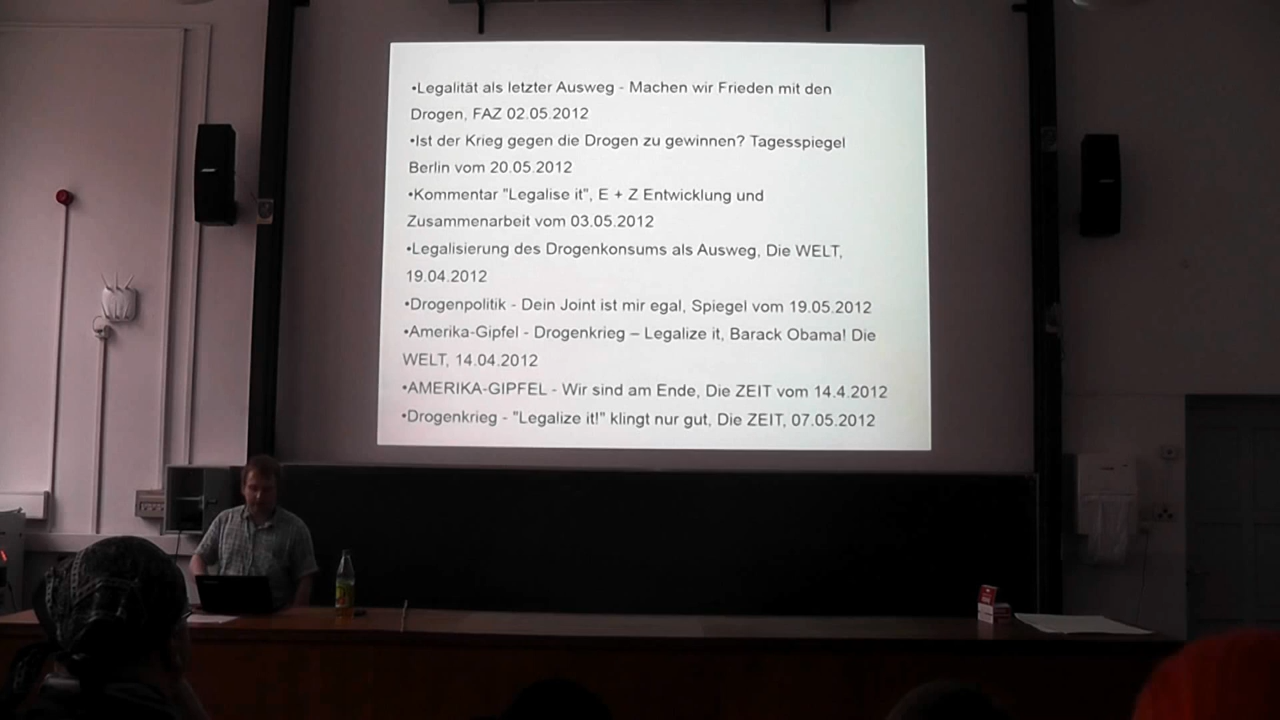 •Legalität als letzter Ausweg - Machen wir Frieden mit den
Drogen, FAZ 02.05.2012
•Ist der Krieg gegen die Drogen zu gewinnen? Tagesspiegel
Berlin vom 20.05.2012
•Kommentar "Legalise it", E + Z Entwicklung und
Zusammenarbeit vom 03.05.2012
•Legalisierung des Drogenkonsums als Ausweg, Die WELT,
19.04.2012
•Drogenpolitik - Dein Joint ist mir egal, Spiegel vom 19.05.2012
•Amerika-Gipfel - Drogenkrieg – Legalize it, Barack Obama! Die
WELT, 14.04.2012
•AMERIKA-GIPFEL - Wir sind am Ende, Die ZEIT vom 14.4.2012
•Drogenkrieg - "Legalize it!" klingt nur gut, Die ZEIT, 07.05.2012